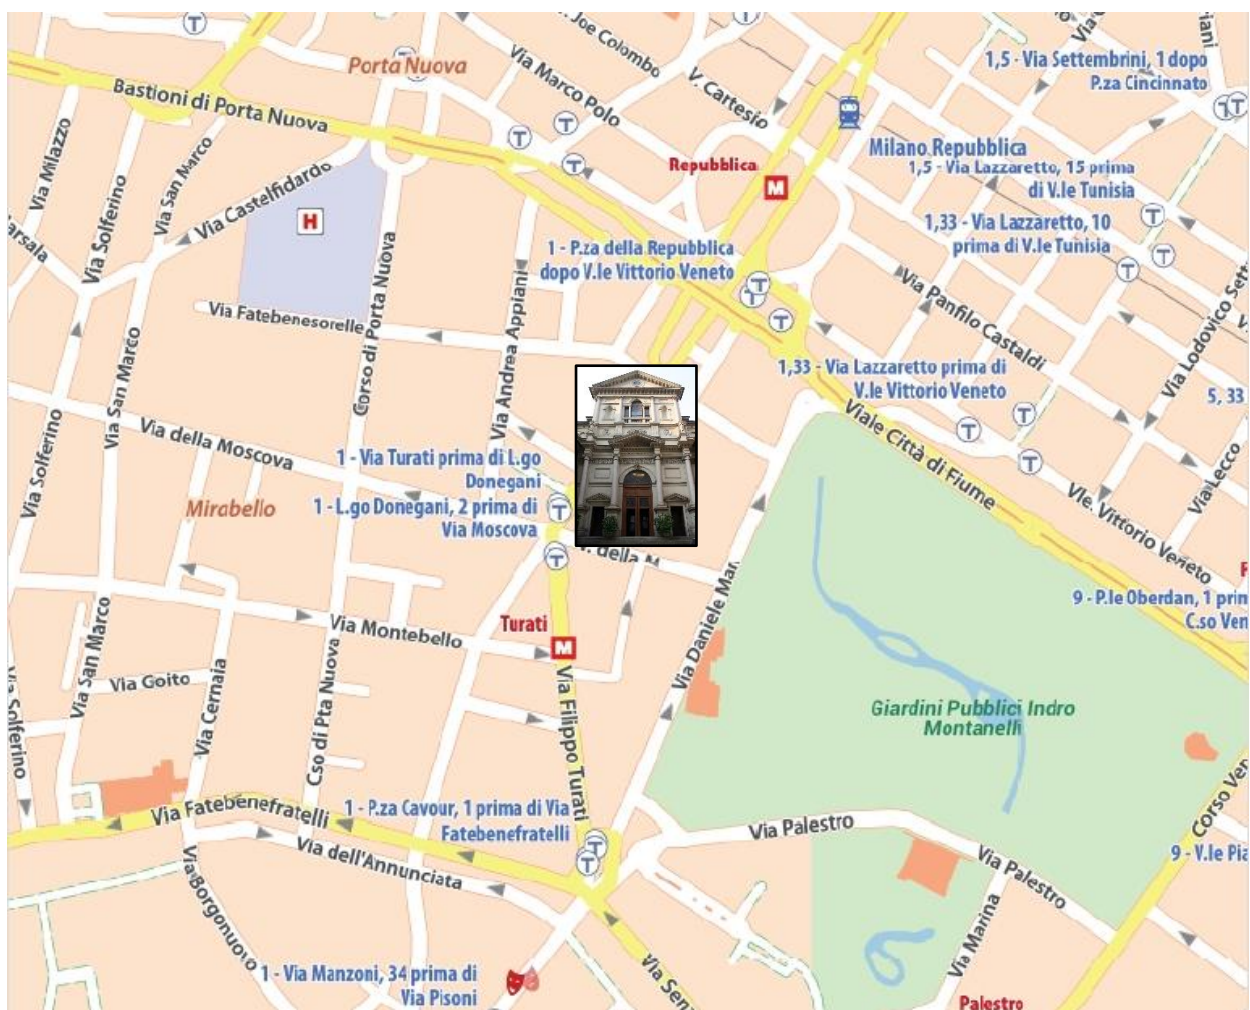 V. Joe Colombo
Porta Nuova
Via Marco Polo
V. Cartesio
1,5 - Via Settembrini, 1 dopo
P.za Cincinnato
Bastioni di Porta Nuova
Via Milazzo
Via Solferino
Via San Marco
Via Castelfidardo
H
Repubblica
M
Milano Repubblica
1,5 - Via Lazzaretto, 15 prima
di V.le Tunisia
1,33 - Via Lazzaretto, 10
prima di V.le Tunisia
1 - P.za della Repubblica
dopo V.le Vittorio Veneto
arsala
Via Panfilo Castaldi
Via Lodovico Sett
Via Fatebenesorelle
Corso di Porta Nuova
Via Andrea Appiani
Via San Marco
Via Solferino
1,33 - Via Lazzaretto prima di
V.le Vittorio Veneto
5, 33
Viale Città di Fiume
Via della Moscova
1 - Via Turati prima di L.go
Donegani
1 - L.go Donegani, 2 prima di
Via Moscova
Mirabello
Via Lecco
Vle. Vittorio Veneto
V. della M
Via Daniele Man
9 - P.le Oberdan, 1 prim
C.so Ven
Turati
M
Via Montebello
Via San Marco
Via Goito
Via Cernaia
Cso di Pta Nuova
Via Filippo Turati
Via Solferino
Giardini Pubblici Indro
Montanelli
Via Fatebenefratelli
1 - P.za Cavour, 1 prima di Via
Fatebenefratelli
Via dell'Annunciata
Via Palestro
Via Palestro
Corso Ven
9 - V.le Pia
Via Borgonuovo
Via Marina
1 - Via Manzoni, 34 prima di
Via Pisoni
Via Sen
Palestro